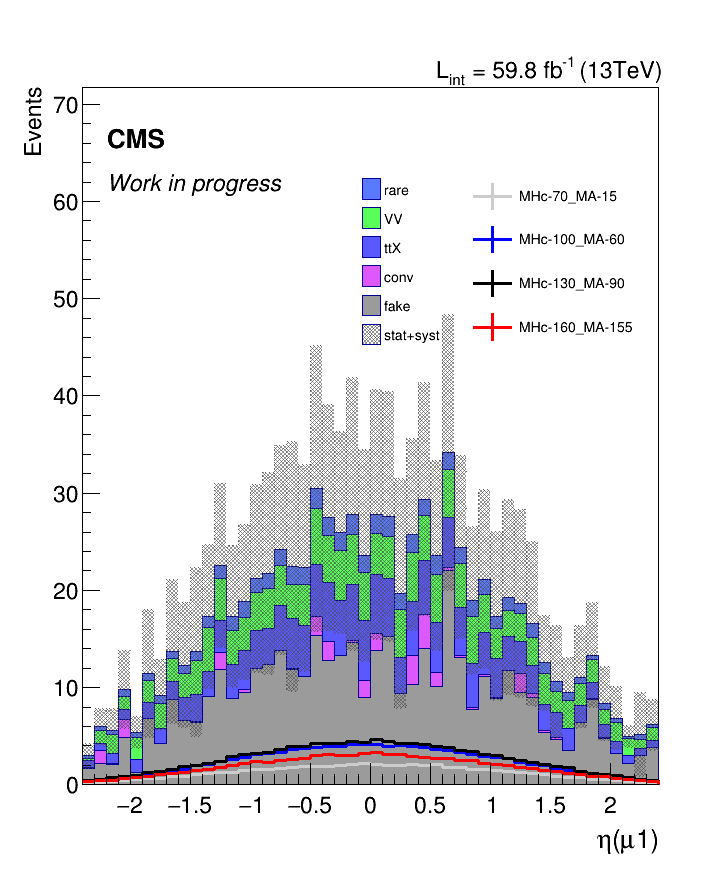 L_int = 59.8 fb^-1 (13TeV)
Events
CMS
Work in progress
rare
VV
ttX
conv
fake
stat+syst
MHc-70_MA-15
MHc-100_MA-60
MHc-130_MA-90
MHc-160_MA-155
70
60
50
40
30
20
10
0
−2 −1.5 −1 −0.5 0 0.5 1 1.5 2
η(μ1)